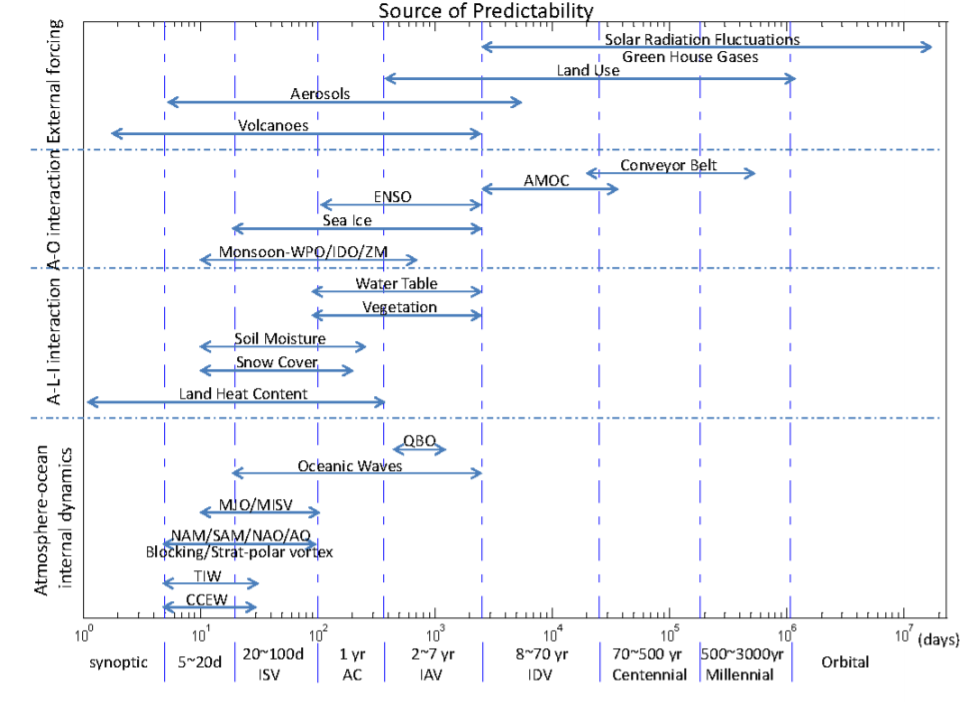 Source of Predictability
External forcing
Solar Radiation Fluctuations
Green House Gases
Land Use
Aerosols
Volcanoes
A-O interaction
Conveyor Belt
AMOC
ENSO
Sea Ice
Monsoon-WPO/IDO/ZM
A-L-I interaction
Water Table
Vegetation
Soil Moisture
Snow Cover
Land Heat Content
Atmosphere-ocean
internal dynamics
QBO
Oceanic Waves
MJO/MISV
NAM/SAM/NAO/AO
Blocking/Strat-polar vortex
TIW
CCEW
10^0 10^1 10^2 10^3 10^4 10^5 10^6 10^7 (days)
synoptic 5~20d 20~100d 1 yr 2~7 yr 8~70 yr 70~500 yr 500~3000yr Orbital
ISV AC IAV IDV Centennial Millennial